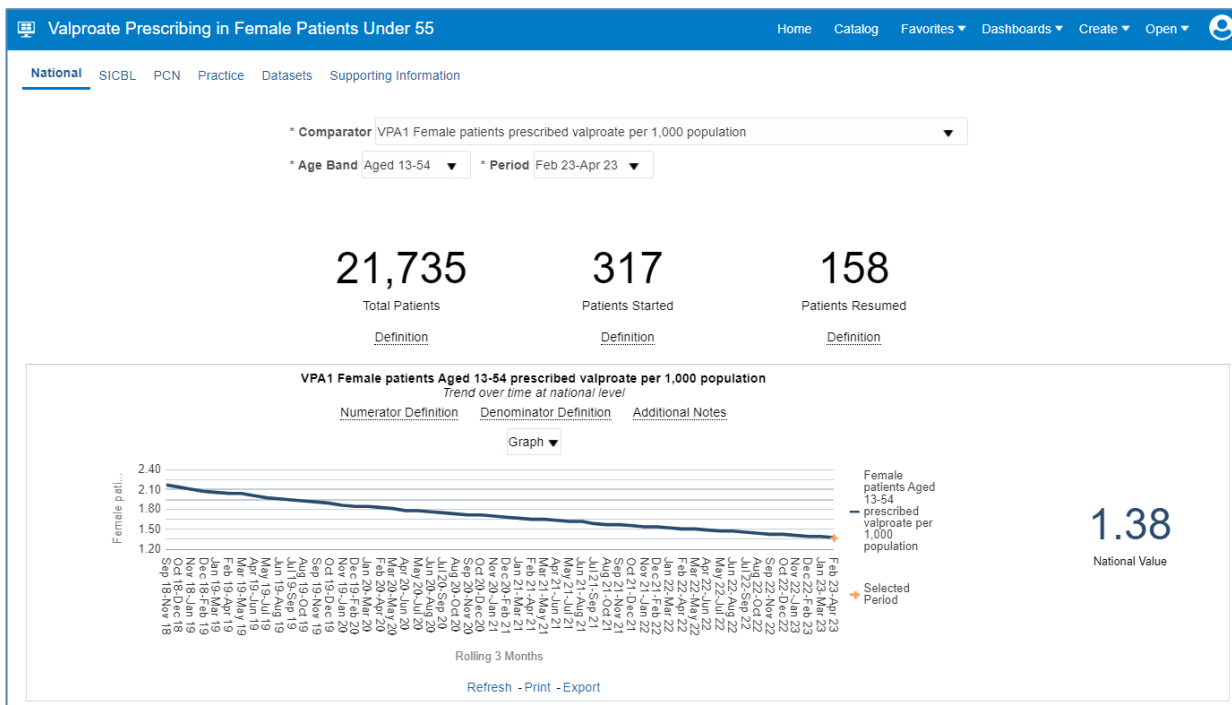 Valproate Prescribing in Female Patients Under 55
Home Catalog Favorites Dashboards Create Open
National SICBL PCN Practice Datasets Supporting Information
* Comparator VPA1 Female patients prescribed valproate per 1,000 population
* Age Band Aged 13-54 * Period Feb 23-Apr 23
21,735 317 158
Total Patients Patients Started Patients Resumed
Definition Definition Definition
VPA1 Female patients Aged 13-54 prescribed valproate per 1,000 population
Trend over time at national level
Numerator Definition Denominator Definition Additional Notes
Graph
Female pati...
2.40
2.10
1.80
1.50
1.20
Sep 18-Nov 18
Oct 18-Dec 18
Nov 18-Jan 19
Dec 18-Feb 19
Jan 19-Mar 19
Feb 19-Apr 19
Mar 19-May 19
Apr 19-Jun 19
May 19-Jul 19
Jun 19-Aug 19
Jul 19-Sep 19
Aug 19-Oct 19
Sep 19-Nov 19
Oct 19-Dec 19
Nov 19-Jan 20
Dec 19-Feb 20
Jan 20-Mar 20
Feb 20-Apr 20
Mar 20-May 20
Apr 20-Jun 20
May 20-Jul 20
Jun 20-Aug 20
Jul 20-Sep 20
Aug 20-Oct 20
Sep 20-Nov 20
Oct 20-Dec 20
Nov 20-Jan 21
Dec 20-Feb 21
Jan 21-Mar 21
Feb 21-Apr 21
Mar 21-May 21
Apr 21-Jun 21
May 21-Jul 21
Jun 21-Aug 21
Jul 21-Sep 21
Aug 21-Oct 21
Sep 21-Nov 21
Oct 21-Dec 21
Nov 21-Jan 22
Dec 21-Feb 22
Jan 22-Mar 22
Feb 22-Apr 22
Mar 22-May 22
Apr 22-Jun 22
May 22-Jul 22
Jun 22-Aug 22
Jul 22-Sep 22
Aug 22-Oct 22
Sep 22-Nov 22
Oct 22-Dec 22
Nov 22-Jan 23
Dec 22-Feb 23
Jan 23-Mar 23
Feb 23-Apr 23
Rolling 3 Months
Female
patients Aged
13-54
prescribed
valproate per
1,000
population
Selected
Period
1.38
National Value
Refresh - Print - Export